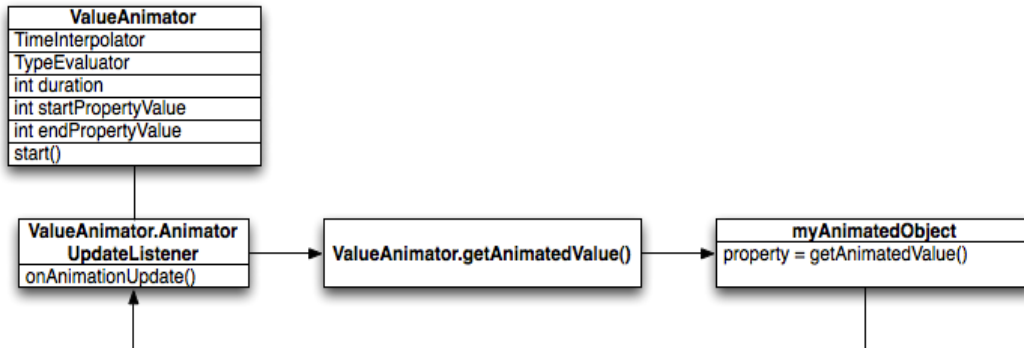 ValueAnimator
TimeInterpolator
TypeEvaluator
int duration
int startPropertyValue
int endPropertyValue
start()
ValueAnimator.Animator
UpdateListener
onAnimationUpdate()
ValueAnimator.getAnimatedValue()
myAnimatedObject
property = getAnimatedValue()